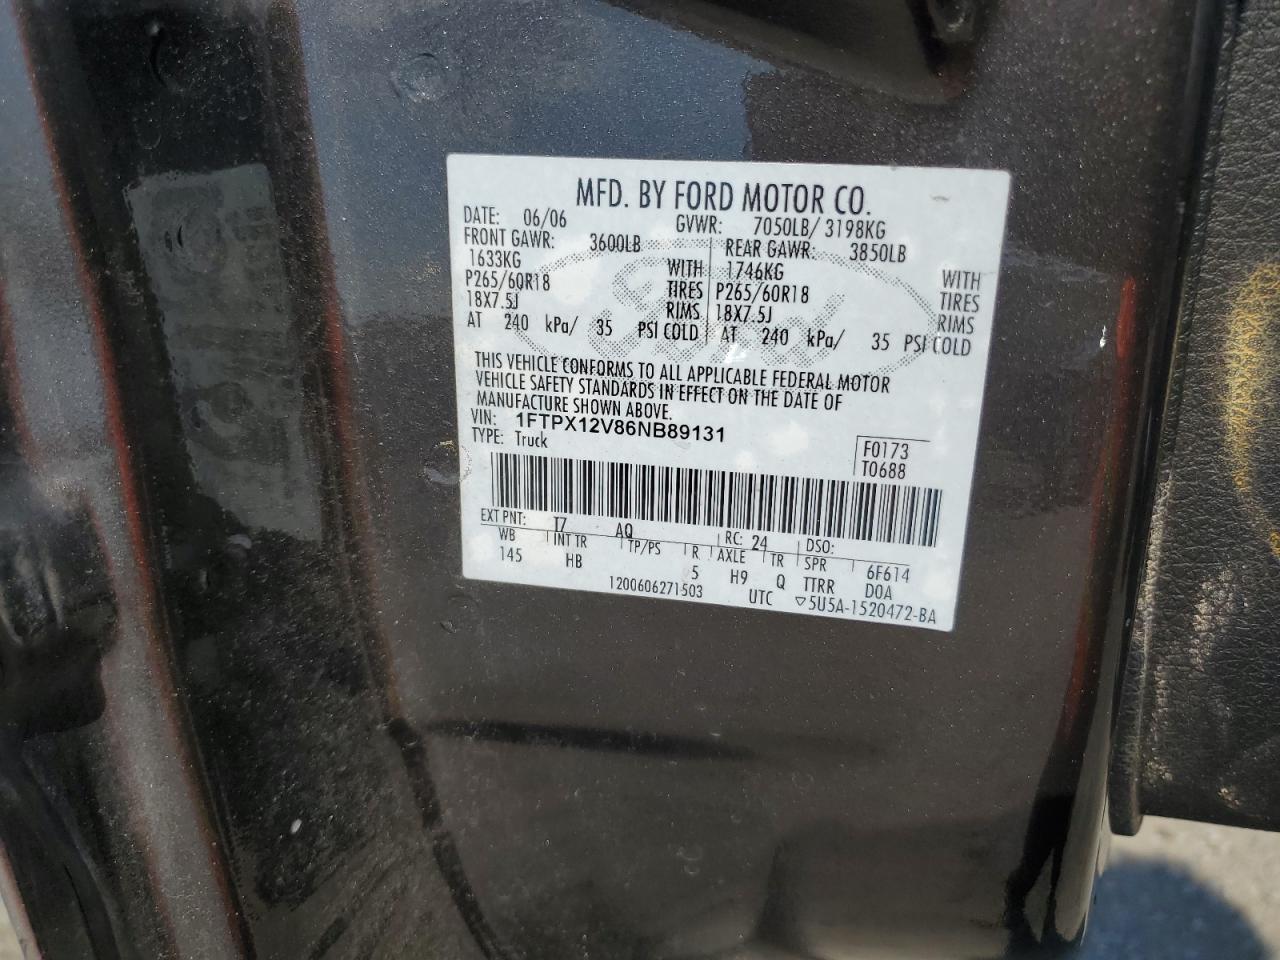 MFD. BY FORD MOTOR CO.
DATE: 06/06 GVWR: 7050LB/ 3198KG
FRONT GAWR: 3600LB REAR GAWR: 3850LB
1633KG WITH 1746KG WITH
P265/60R18 TIRES P265/60R18 TIRES
18X7.5J RIMS 18X7.5J RIMS
AT 240 kPa/ 35 PSI COLD AT 240 kPa/ 35 PSI COLD
THIS VEHICLE CONFORMS TO ALL APPLICABLE FEDERAL MOTOR
VEHICLE SAFETY STANDARDS IN EFFECT ON THE DATE OF
MANUFACTURE SHOWN ABOVE.
VIN: 1FTPX12V86NB89131
TYPE: Truck
F0173
T0688
EXT PNT: T7 AQ RC: 24 DSO:
WB INT TR TP/PS R AXLE TR SPR 6F614
145 HB 5 H9 Q TTRR D0A
1200606271503 UTC ▽5U5A-1520472-BA
Ford